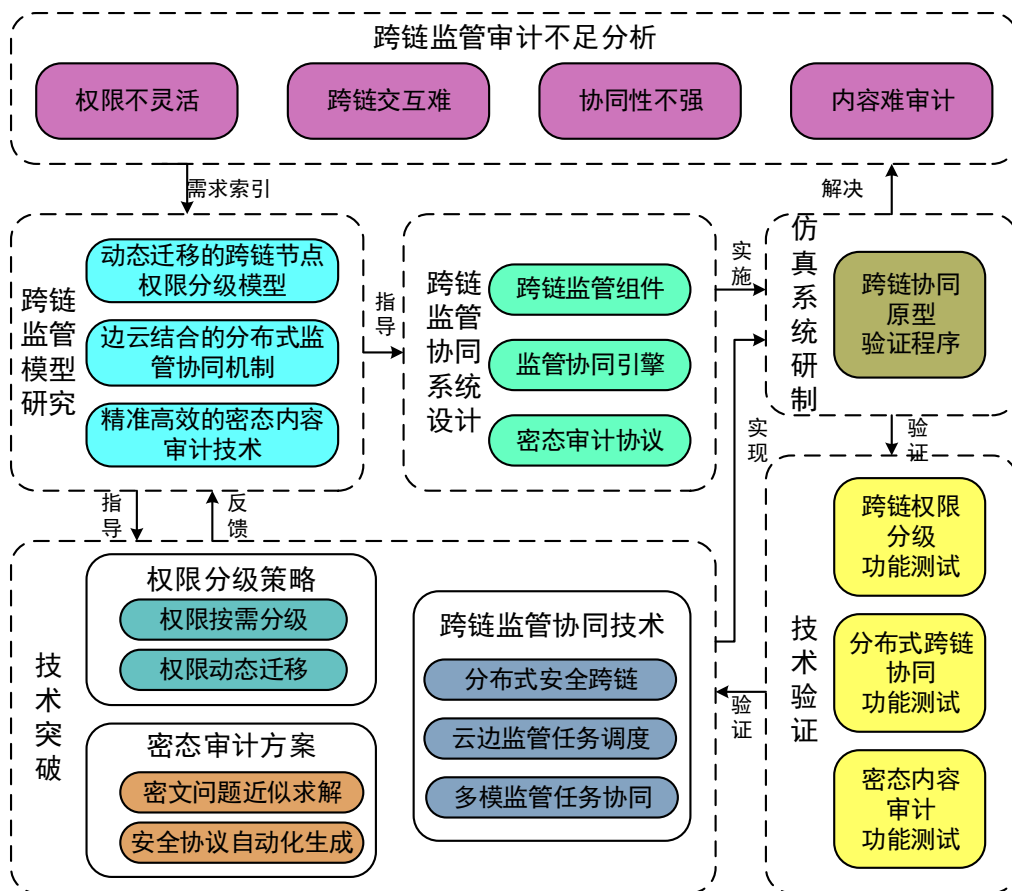 跨链监管审计不足分析
权限不灵活
跨链交互难
协同性不强
内容难审计
需求索引
解决
跨链
监管
模型
研究
动态迁移的跨链节点
权限分级模型
边云结合的分布式监
管协同机制
精准高效的密态内容
审计技术
指导
跨链
监管
协同
系统
设计
跨链监管组件
监管协同引擎
密态审计协议
实施
仿真系统研制
跨链协同
原型
验证程序
指导
反馈
实现
验证
技术突破
权限分级策略
权限按需分级
权限动态迁移
密态审计方案
密文问题近似求解
安全协议自动化生成
跨链监管协同技术
分布式安全跨链
云边监管任务调度
多模监管任务协同
验证
技术验证
跨链权限
分级
功能测试
分布式跨链
协同
功能测试
密态内容
审计
功能测试